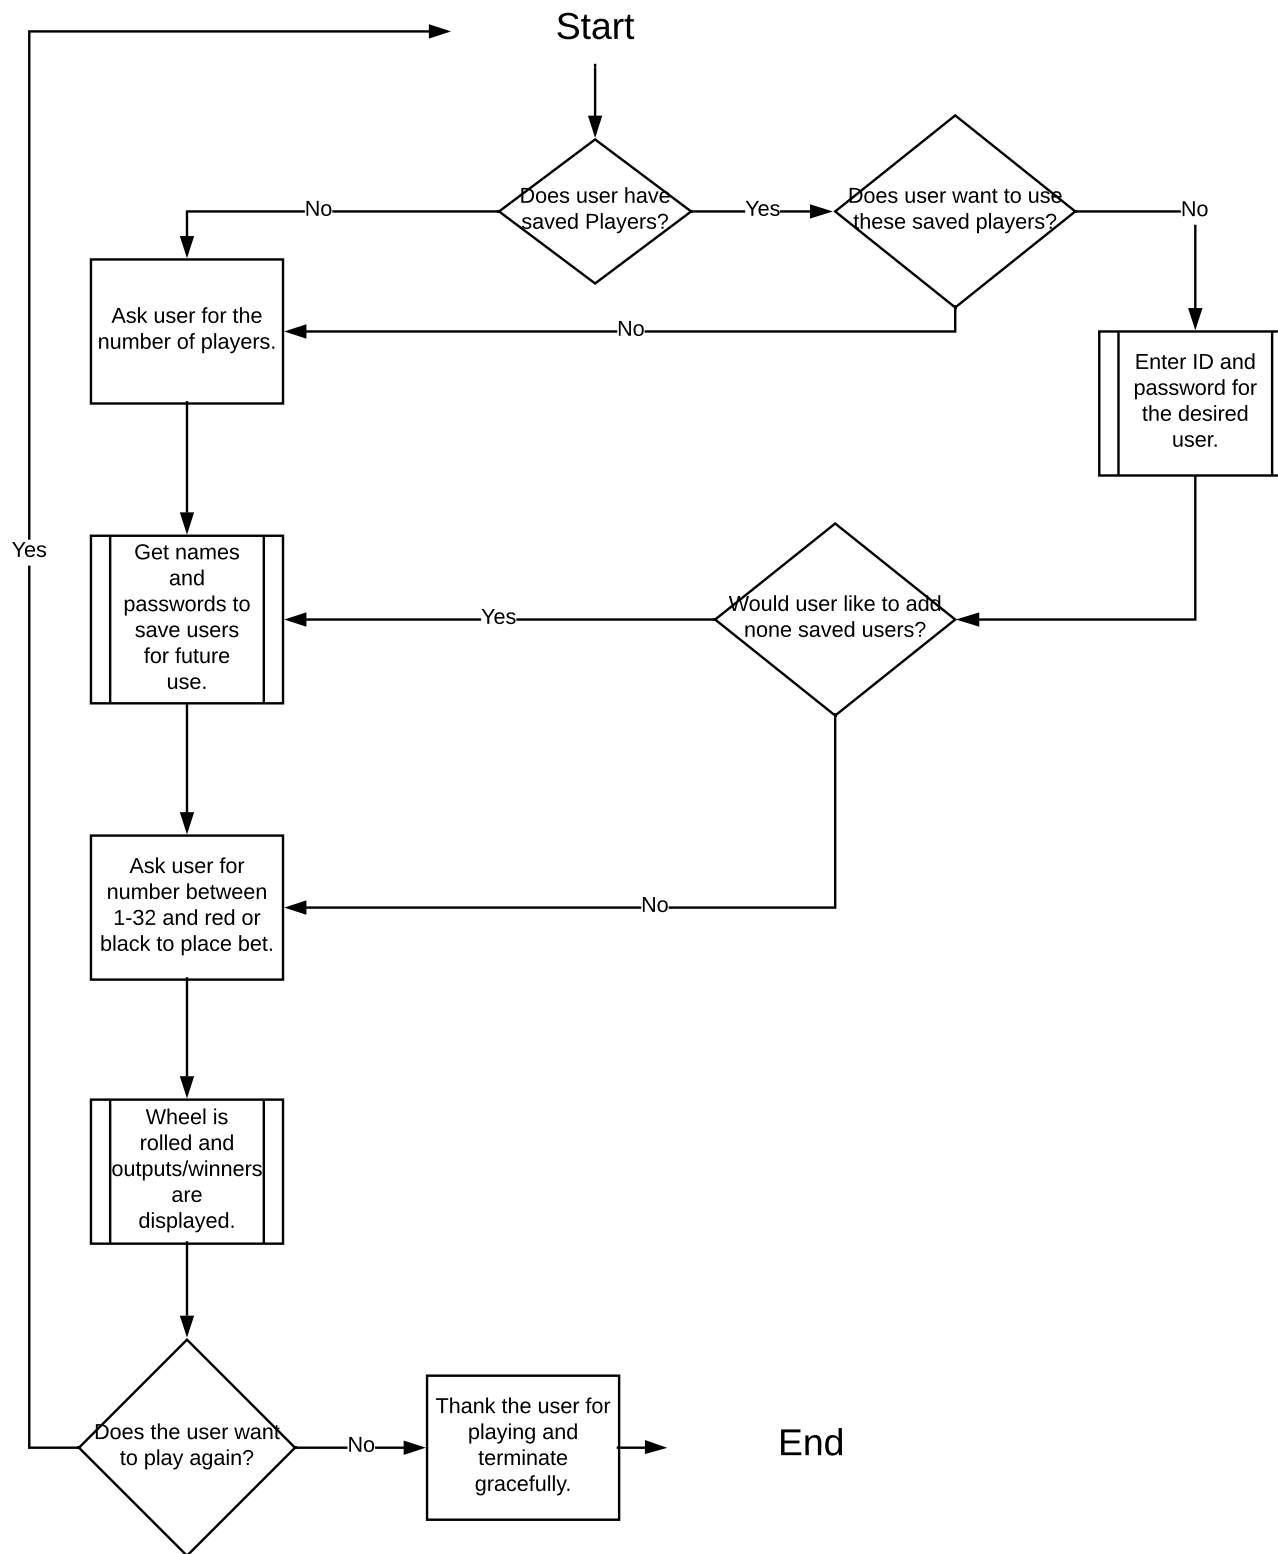 Start
Does user have
saved Players?
No
Yes
Does user want to use
these saved players?
No
Ask user for the
number of players.
No
Enter ID and
password for
the desired
user.
Yes
Get names
and
passwords to
save users
for future
use.
Yes
Would user like to add
none saved users?
Ask user for
number between
1-32 and red or
black to place bet.
No
Wheel is
rolled and
outputs/winners
are
displayed.
Does the user want
to play again?
No
Thank the user for
playing and
terminate
gracefully.
End